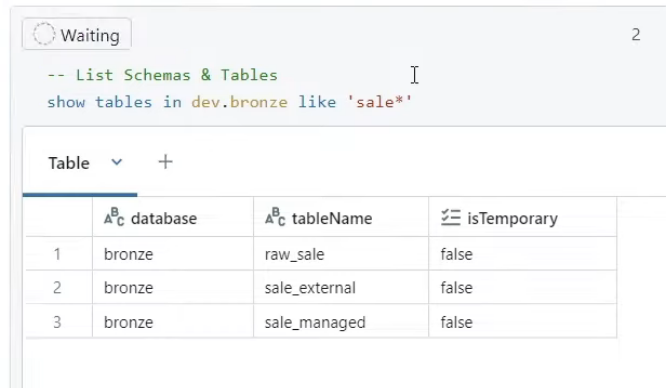 Waiting
2
-- List Schemas & Tables
show tables in dev.bronze like 'sale*'
Table
database tableName isTemporary
1 bronze raw_sale false
2 bronze sale_external false
3 bronze sale_managed false